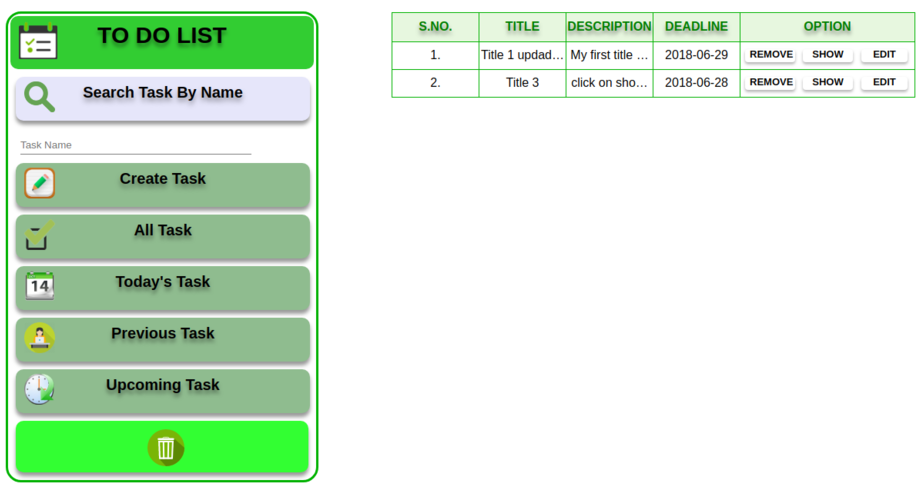 TO DO LIST
Search Task By Name
Task Name
Create Task
All Task
14
Today's Task
Previous Task
Upcoming Task
S.NO. TITLE DESCRIPTION DEADLINE OPTION
1. Title 1 updad... My first title ... 2018-06-29 REMOVE SHOW EDIT
2. Title 3 click on sho... 2018-06-28 REMOVE SHOW EDIT